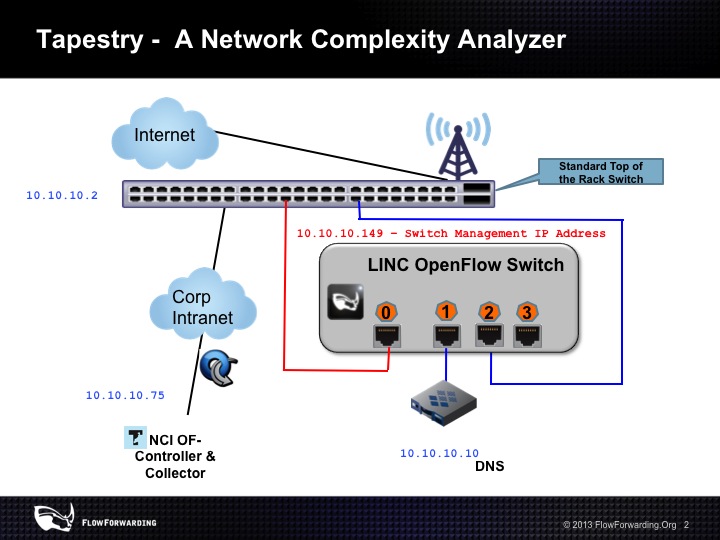 Tapestry -  A Network Complexity Analyzer
Internet
Standard Top of
the Rack Switch
10.10.10.2
10.10.10.149 – Switch Management IP Address
LINC OpenFlow Switch
Corp
Intranet
0
1
2
3
10.10.10.75
NCI OF-
Controller &
Collector
10.10.10.10
DNS
FLOWFORWARDING
© 2013 FlowForwarding.Org 2